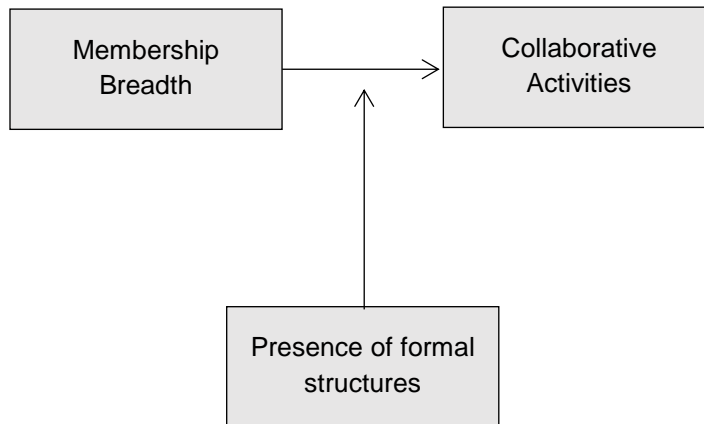 Membership
Breadth
Collaborative
Activities
Presence of formal
structures